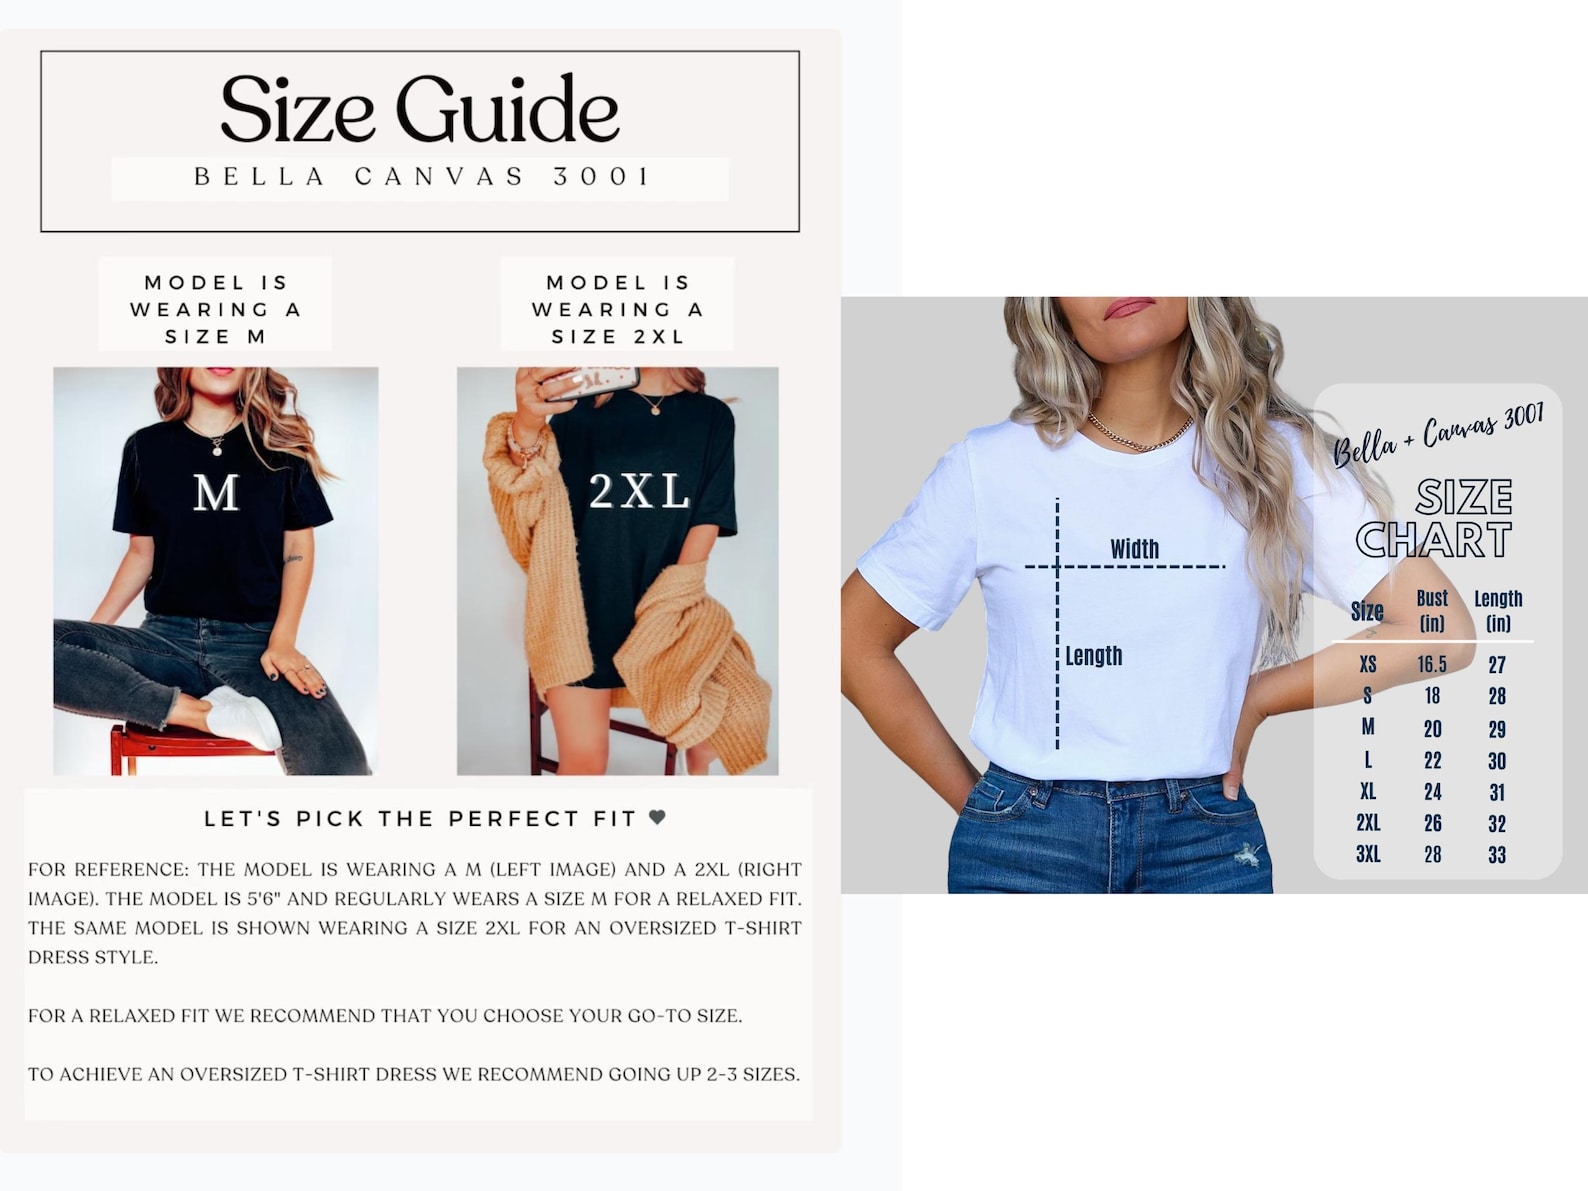 Size Guide
BELLA CANVAS 3001
MODEL IS
WEARING A
SIZE M
MODEL IS
WEARING A
SIZE 2XL
M
2XL
LET'S PICK THE PERFECT FIT
FOR REFERENCE: THE MODEL IS WEARING A M (LEFT IMAGE) AND A 2XL (RIGHT
IMAGE). THE MODEL IS 5'6" AND REGULARLY WEARS A SIZE M FOR A RELAXED FIT.
THE SAME MODEL IS SHOWN WEARING A SIZE 2XL FOR AN OVERSIZED T-SHIRT
DRESS STYLE.
FOR A RELAXED FIT WE RECOMMEND THAT YOU CHOOSE YOUR GO-TO SIZE.
TO ACHIEVE AN OVERSIZED T-SHIRT DRESS WE RECOMMEND GOING UP 2-3 SIZES.
Width
Length
Bella + Canvas 3001
SIZE
CHART
Size Bust (in) Length (in)
XS 16.5 27
S 18 28
M 20 29
L 22 30
XL 24 31
2XL 26 32
3XL 28 33